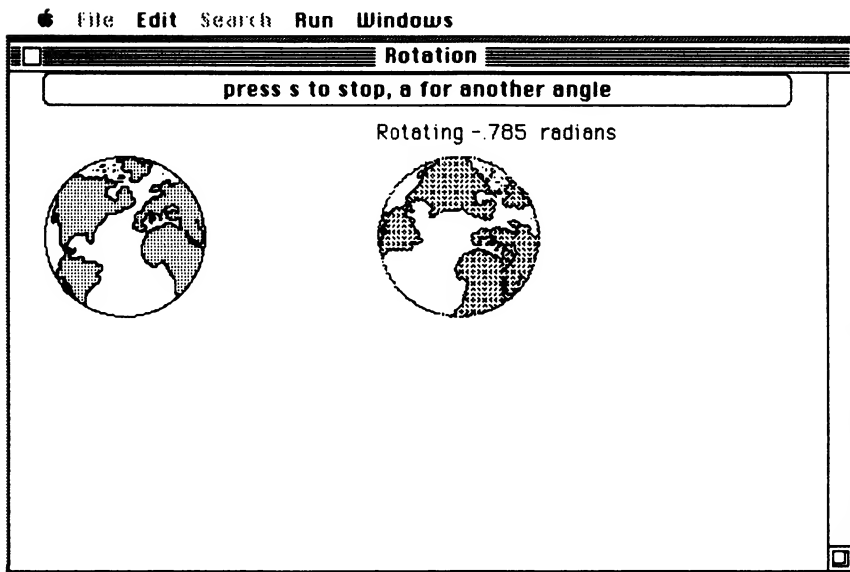 File Edit Search Run Windows
Rotation
press s to stop, a for another angle
Rotating -.785 radians